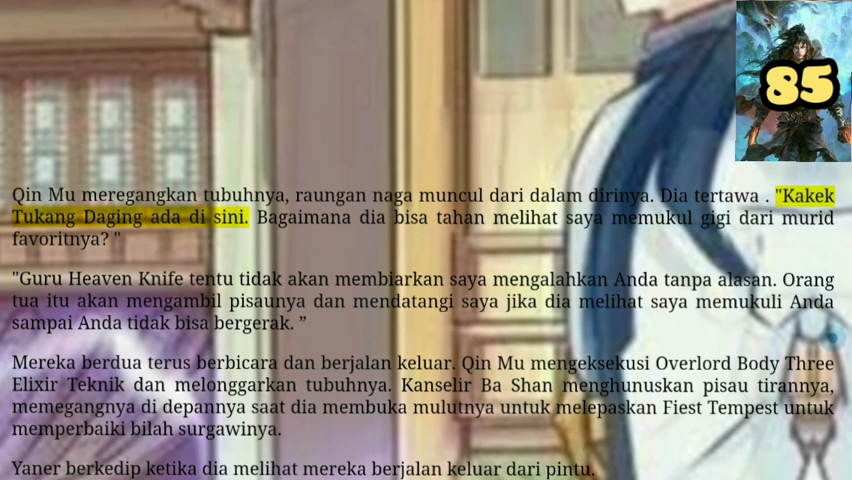 85
Qin Mu meregangkan tubuhnya, raungan naga muncul dari dalam dirinya. Dia tertawa . "Kakek
Tukang Daging ada di sini. Bagaimana dia bisa tahan melihat saya memukul gigi dari murid
favoritnya? "
"Guru Heaven Knife tentu tidak akan membiarkan saya mengalahkan Anda tanpa alasan. Orang
tua itu akan mengambil pisaunya dan mendatangi saya jika dia melihat saya memukuli Anda
sampai Anda tidak bisa bergerak. ”
Mereka berdua terus berbicara dan berjalan keluar. Qin Mu mengeksekusi Overlord Body Three
Elixir Teknik dan melonggarkan tubuhnya. Kanselir Ba Shan menghunuskan pisau tirannya,
memegangnya di depannya saat dia membuka mulutnya untuk melepaskan Fiest Tempest untuk
memperbaiki bilah surgawinya.
Yaner berkedip ketika dia melihat mereka berjalan keluar dari pintu.